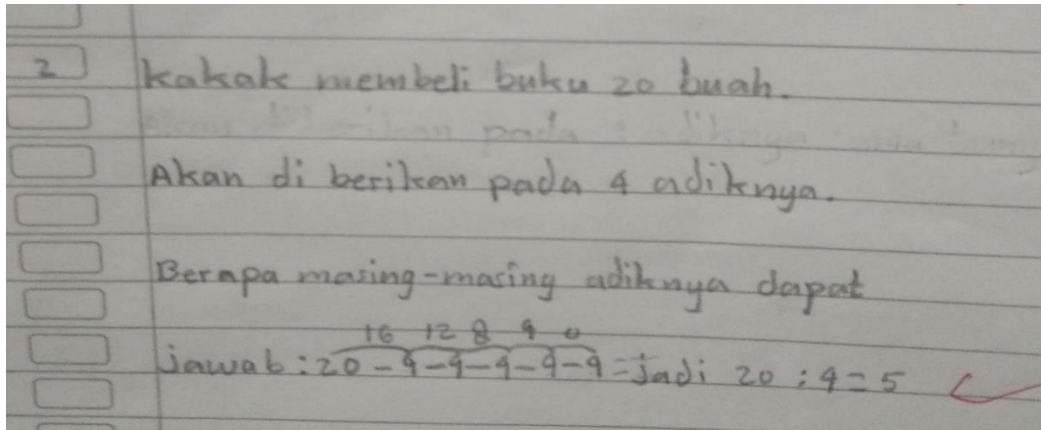 2 Kakak membeli buku 20 buah.
Akan di berikan pada 4 adiknya.
Berapa masing-masing adiknya dapat
16 12 8 4 0
jawab : 20 - 4 - 4 - 4 - 4 - 4 = jadi 20 : 4 = 5